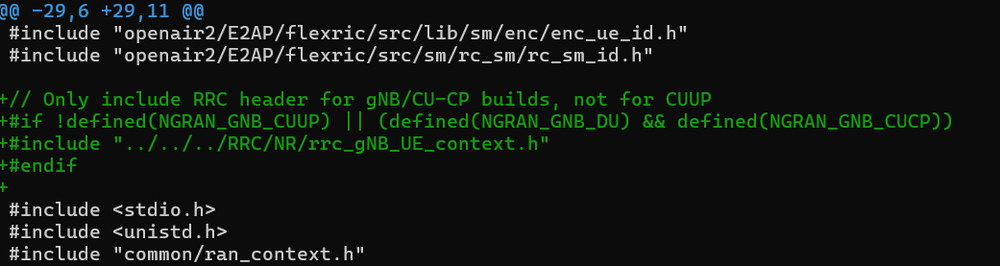 @@ -29,6 +29,11 @@
 #include "openair2/E2AP/flexric/src/lib/sm/enc/enc_ue_id.h"
 #include "openair2/E2AP/flexric/src/sm/rc_sm/rc_sm_id.h"

+// Only include RRC header for gNB/CU-CP builds, not for CUUP
+#if !defined(NGRAN_GNB_CUUP) || (defined(NGRAN_GNB_DU) && defined(NGRAN_GNB_CUCP))
+#include "../../../RRC/NR/rrc_gNB_UE_context.h"
+#endif
+
 #include <stdio.h>
 #include <unistd.h>
 #include "common/ran_context.h"